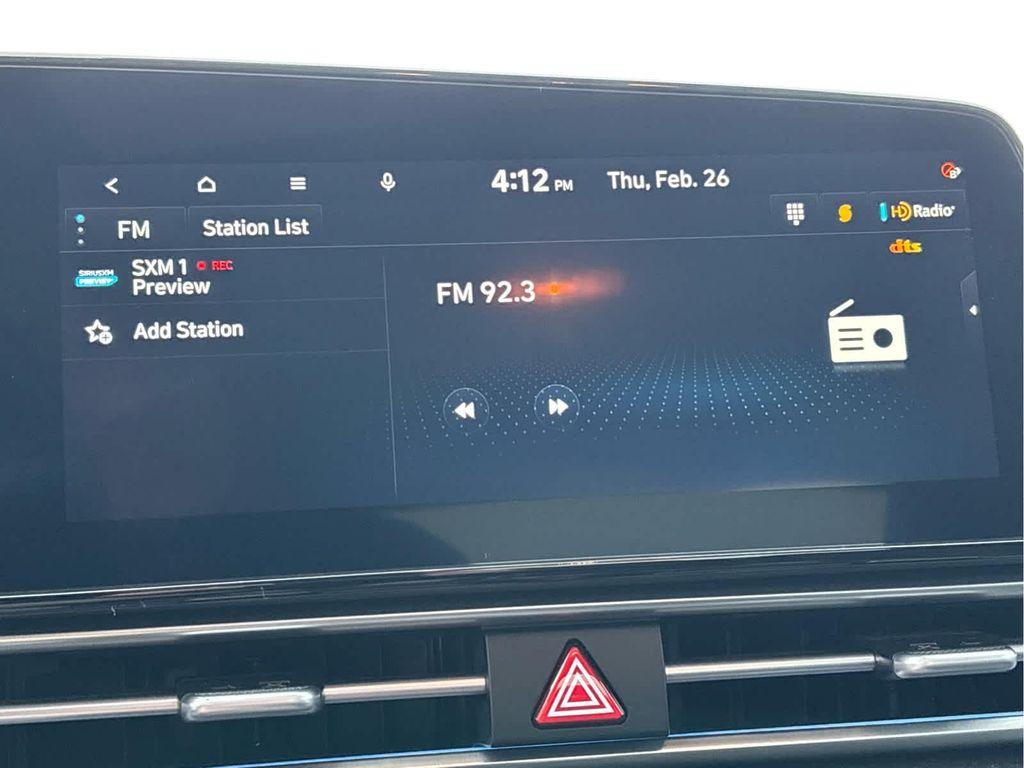 4:12 PM Thu, Feb. 26
FM Station List
HD Radio
dts
SIRIUSXM
PREVIEW
SXM 1 REC
Preview
Add Station
FM 92.3